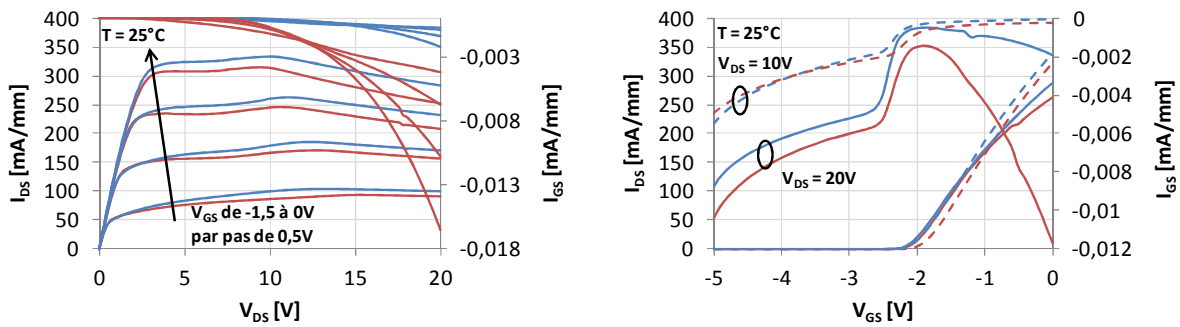 400
350
300
250
200
150
100
50
0
I_DS [mA/mm]
T = 25°C
V_GS de -1,5 à 0V
par pas de 0,5V
-0,003
-0,008
-0,013
-0,018
I_GS [mA/mm]
0 5 10 15 20
V_DS [V]
400
350
300
250
200
150
100
50
0
I_DS [mA/mm]
T = 25°C
V_DS = 10V
V_DS = 20V
0
-0,002
-0,004
-0,006
-0,008
-0,01
-0,012
I_GS [mA/mm]
-5 -4 -3 -2 -1 0
V_GS [V]